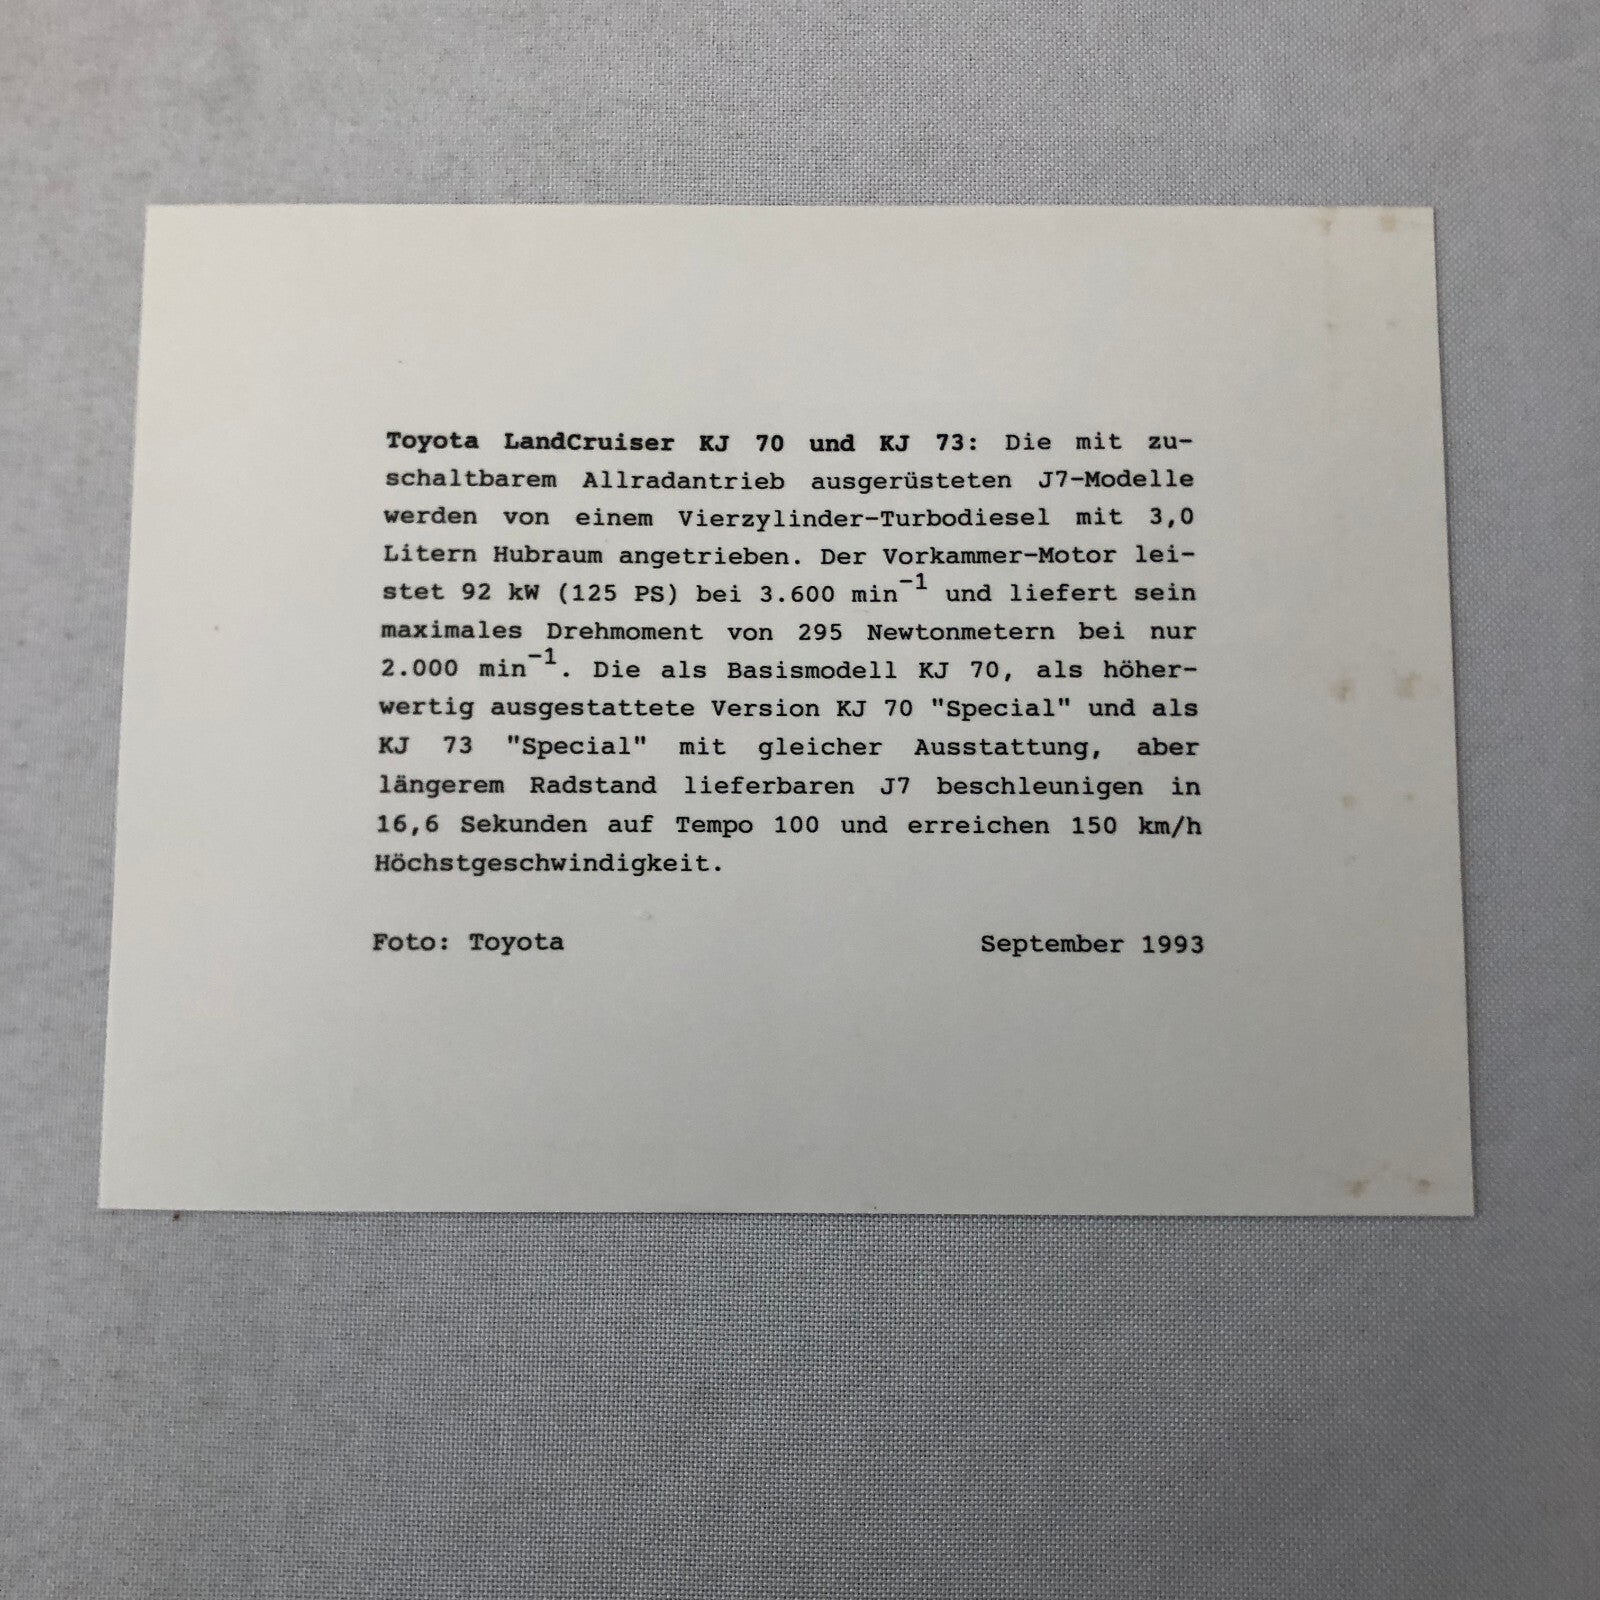 Toyota LandCruiser KJ 70 und KJ 73: Die mit zu-
schaltbarem Allradantrieb ausgerüsteten J7-Modelle
werden von einem Vierzylinder-Turbodiesel mit 3,0
Litern Hubraum angetrieben. Der Vorkammer-Motor lei-
stet 92 kW (125 PS) bei 3.600 min⁻¹ und liefert sein
maximales Drehmoment von 295 Newtonmetern bei nur
2.000 min⁻¹. Die als Basismodell KJ 70, als höher-
wertig ausgestattete Version KJ 70 "Special" und als
KJ 73 "Special" mit gleicher Ausstattung, aber
längerem Radstand lieferbaren J7 beschleunigen in
16,6 Sekunden auf Tempo 100 und erreichen 150 km/h
Höchstgeschwindigkeit.
Foto: Toyota September 1993